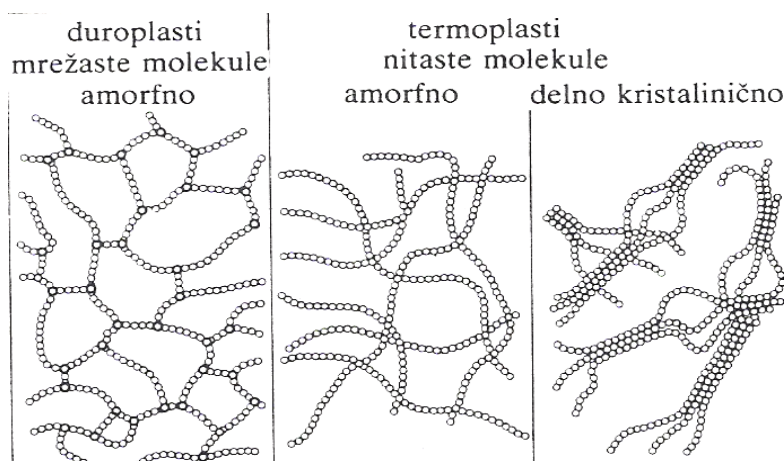 duroplasti
mrežaste molekule
amorfno
termoplasti
nitaste molekule
amorfno
delno kristalinično